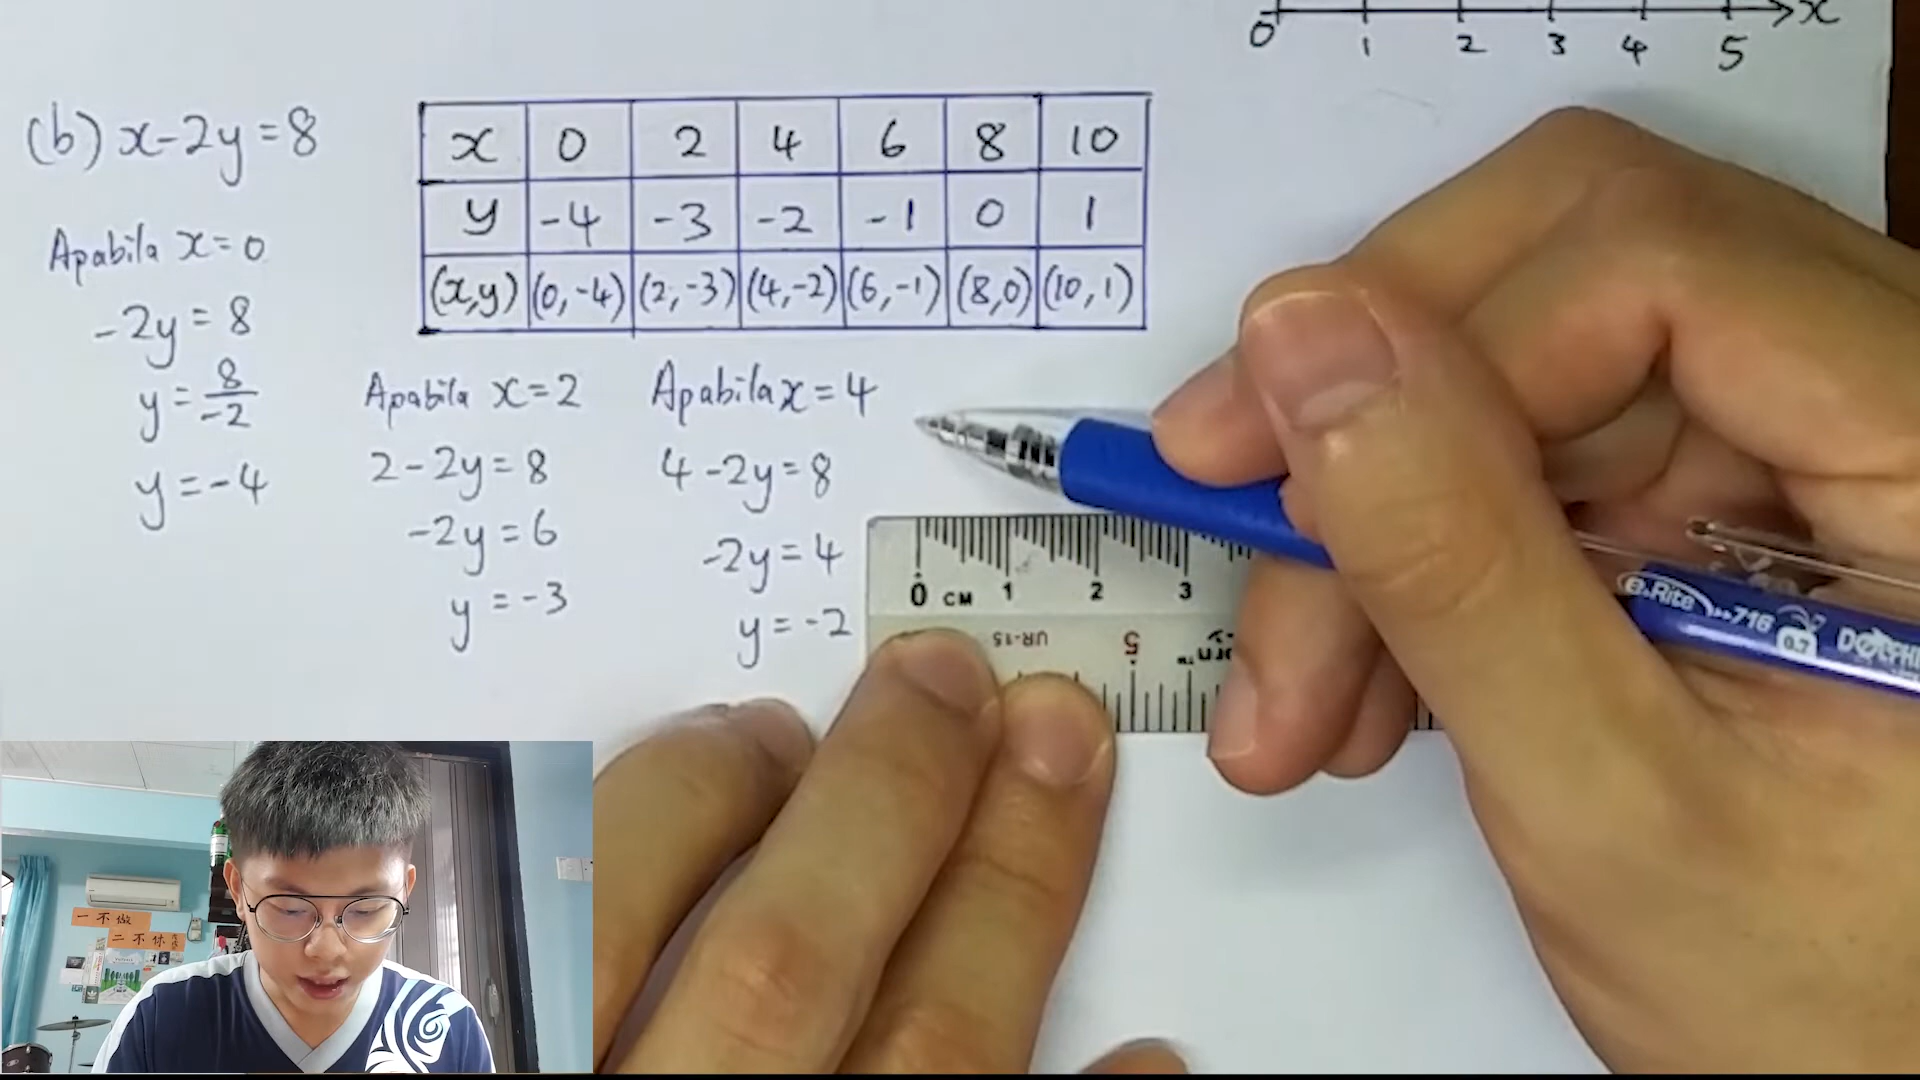 0 1 2 3 4 5 x
(b) x-2y=8
x 0 2 4 6 8 10
y -4 -3 -2 -1 0 1
(x,y) (0,-4) (2,-3) (4,-2) (6,-1) (8,0) (10,1)
Apabila x=0
-2y=8
y=8/-2
y=-4
Apabila x=2
2-2y=8
-2y=6
y=-3
Apabila x=4
4-2y=8
-2y=4
y=-2
0 CM 1 2 3
UR-15
5
e-Rite 716
0.7
DOLPHI
一不做
二不休